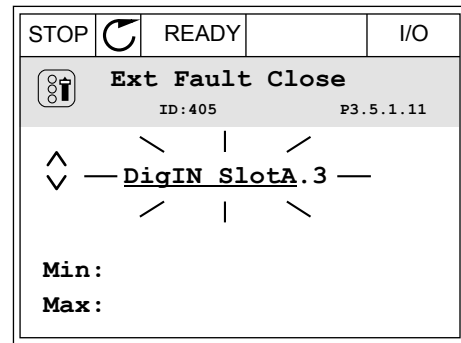 STOP READY I/O
Ext Fault Close
ID:405 P3.5.1.11
DigIN SlotA.3
Min:
Max: